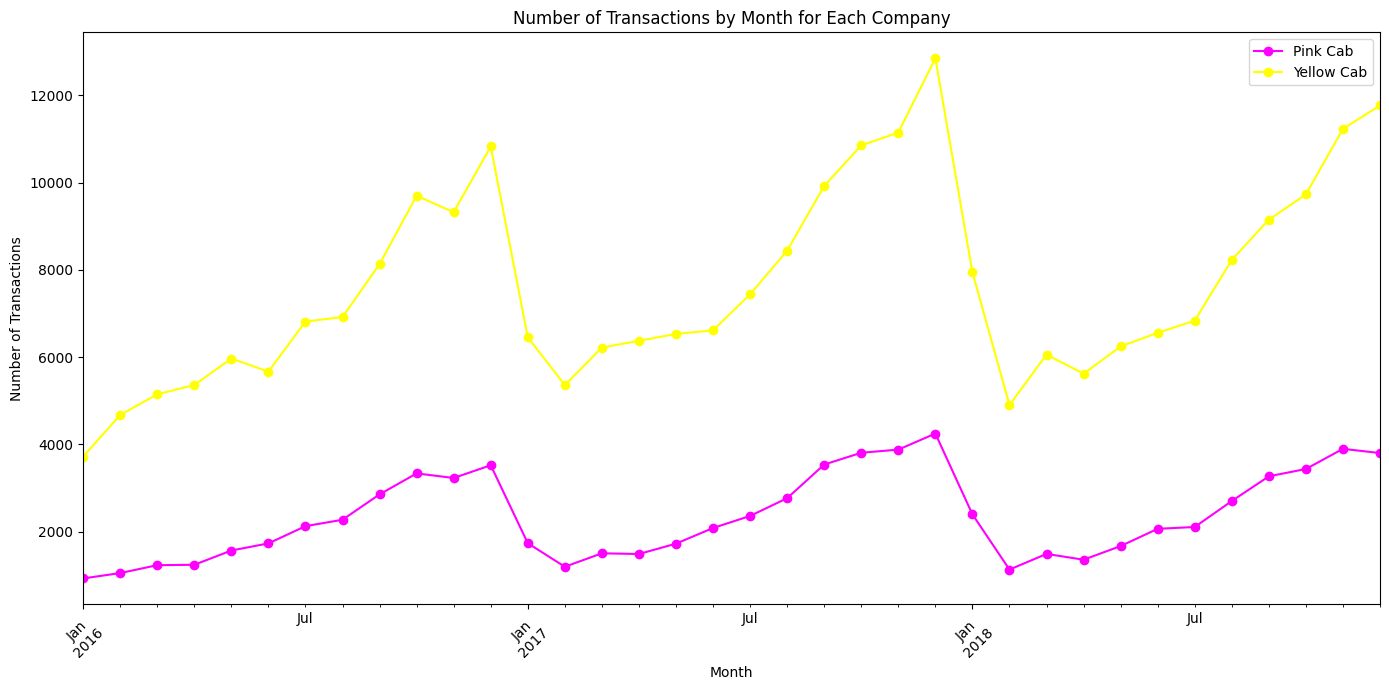 Number of Transactions by Month for Each Company
Pink Cab
Yellow Cab
Number of Transactions
12000
10000
8000
6000
4000
2000
Jan
2016
Jul
Jan
2017
Jul
Jan
2018
Jul
Month